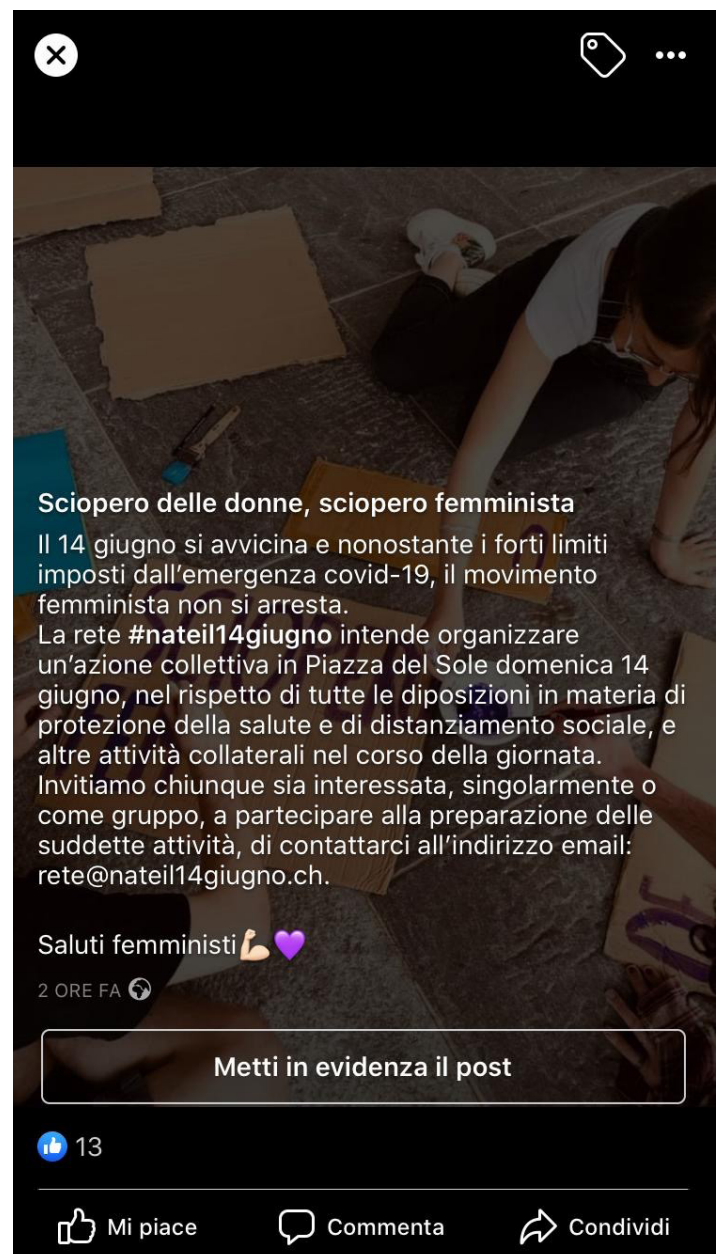 Sciopero delle donne, sciopero femminista
Il 14 giugno si avvicina e nonostante i forti limiti
imposti dall'emergenza covid-19, il movimento
femminista non si arresta.
La rete #nateil14giugno intende organizzare
un'azione collettiva in Piazza del Sole domenica 14
giugno, nel rispetto di tutte le diposizioni in materia di
protezione della salute e di distanziamento sociale, e
altre attività collaterali nel corso della giornata.
Invitiamo chiunque sia interessata, singolarmente o
come gruppo, a partecipare alla preparazione delle
suddette attività, di contattarci all'indirizzo email:
rete@nateil14giugno.ch.
Saluti femministi💪🏻💜
2 ORE FA
Metti in evidenza il post
13
Mi piace Commenta Condividi